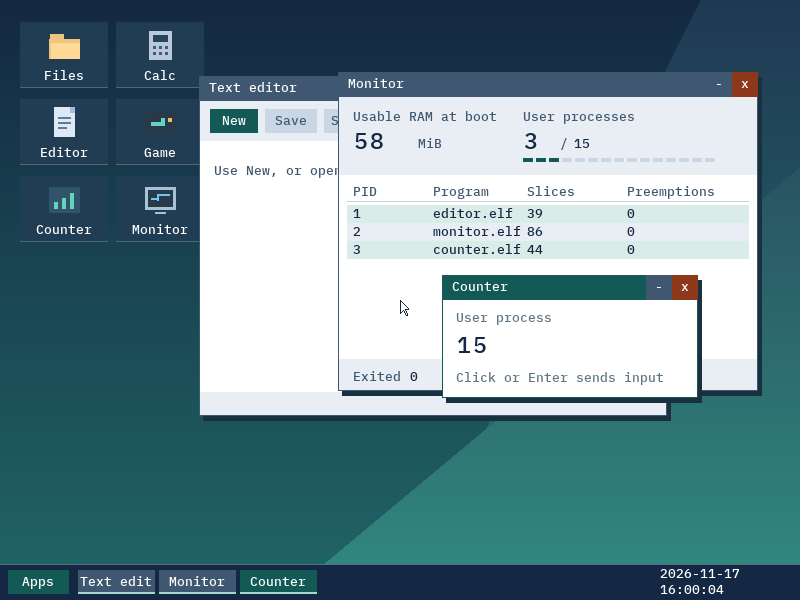 Files Calc
Editor Game
Counter Monitor
Text editor
New Save S
Use New, or open
Monitor - x
Usable RAM at boot User processes
58 MiB 3 / 15
PID Program Slices Preemptions
1 editor.elf 39 0
2 monitor.elf 86 0
3 counter.elf 44 0
Exited 0
Counter - x
User process
15
Click or Enter sends input
Apps Text edit Monitor Counter
2026-11-17
16:00:04